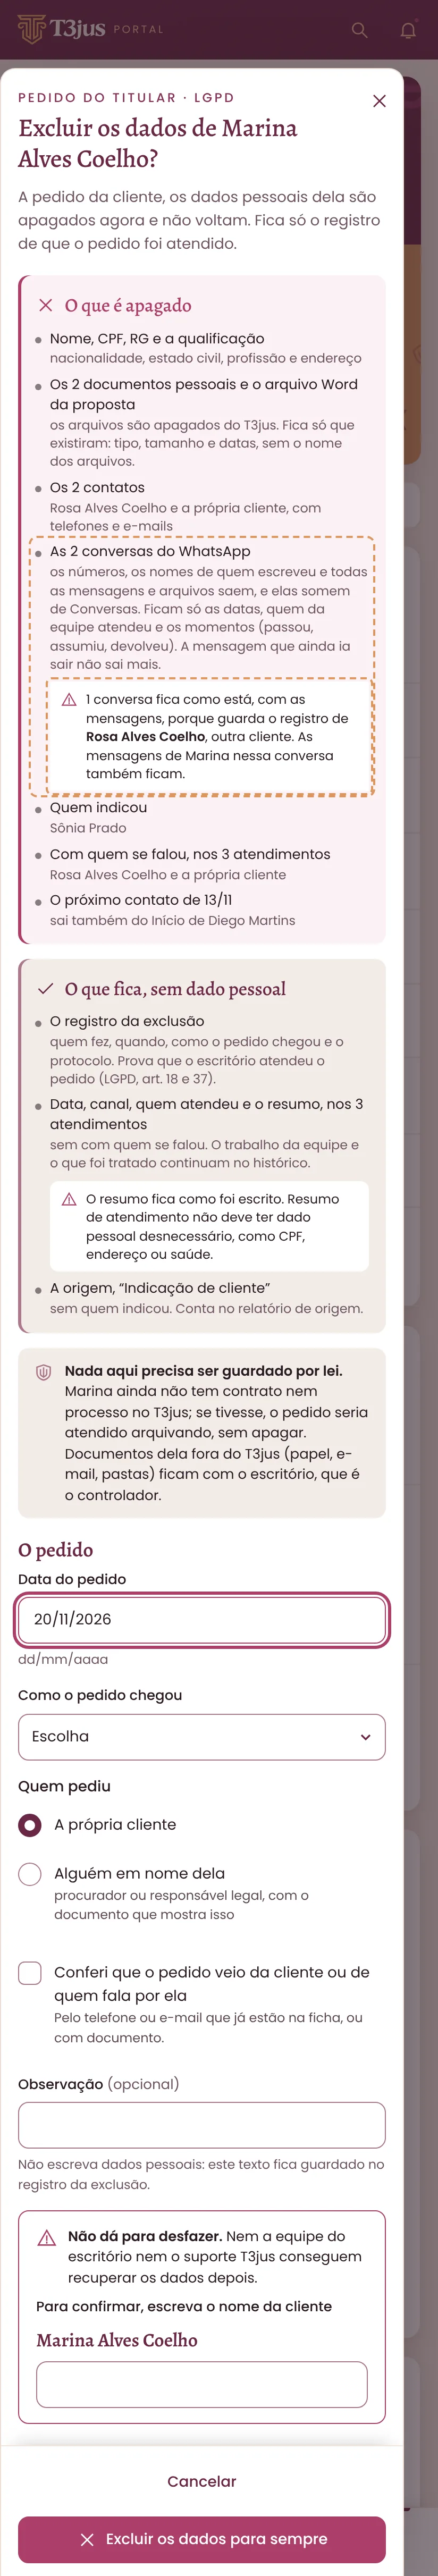 T3jus PORTAL
PEDIDO DO TITULAR · LGPD
Excluir os dados de Marina
Alves Coelho?
A pedido da cliente, os dados pessoais dela são
apagados agora e não voltam. Fica só o registro
de que o pedido foi atendido.
O que é apagado
Nome, CPF, RG e a qualificação
nacionalidade, estado civil, profissão e endereço
Os 2 documentos pessoais e o arquivo Word
da proposta
os arquivos são apagados do T3jus. Fica só que
existiram: tipo, tamanho e datas, sem o nome
dos arquivos.
Os 2 contatos
Rosa Alves Coelho e a própria cliente, com
telefones e e-mails
As 2 conversas do WhatsApp
os números, os nomes de quem escreveu e todas
as mensagens e arquivos saem, e elas somem
de Conversas. Ficam só as datas, quem da
equipe atendeu e os momentos (passou,
assumiu, devolveu). A mensagem que ainda ia
sair não sai mais.
1 conversa fica como está, com as
mensagens, porque guarda o registro de
Rosa Alves Coelho, outra cliente. As
mensagens de Marina nessa conversa
também ficam.
Quem indicou
Sônia Prado
Com quem se falou, nos 3 atendimentos
Rosa Alves Coelho e a própria cliente
O próximo contato de 13/11
sai também do Início de Diego Martins
O que fica, sem dado pessoal
O registro da exclusão
quem fez, quando, como o pedido chegou e o
protocolo. Prova que o escritório atendeu o
pedido (LGPD, art. 18 e 37).
Data, canal, quem atendeu e o resumo, nos 3
atendimentos
sem com quem se falou. O trabalho da equipe e
o que foi tratado continuam no histórico.
O resumo fica como foi escrito. Resumo
de atendimento não deve ter dado
pessoal desnecessário, como CPF,
endereço ou saúde.
A origem, “Indicação de cliente”
sem quem indicou. Conta no relatório de origem.
Nada aqui precisa ser guardado por lei.
Marina ainda não tem contrato nem
processo no T3jus; se tivesse, o pedido seria
atendido arquivando, sem apagar.
Documentos dela fora do T3jus (papel, e-
mail, pastas) ficam com o escritório, que é
o controlador.
O pedido
Data do pedido
20/11/2026
dd/mm/aaaa
Como o pedido chegou
Escolha
Quem pediu
A própria cliente
Alguém em nome dela
procurador ou responsável legal, com o
documento que mostra isso
Conferi que o pedido veio da cliente ou de
quem fala por ela
Pelo telefone ou e-mail que já estão na ficha, ou
com documento.
Observação (opcional)
Não escreva dados pessoais: este texto fica guardado no
registro da exclusão.
Não dá para desfazer. Nem a equipe do
escritório nem o suporte T3jus conseguem
recuperar os dados depois.
Para confirmar, escreva o nome da cliente
Marina Alves Coelho
Cancelar
Excluir os dados para sempre